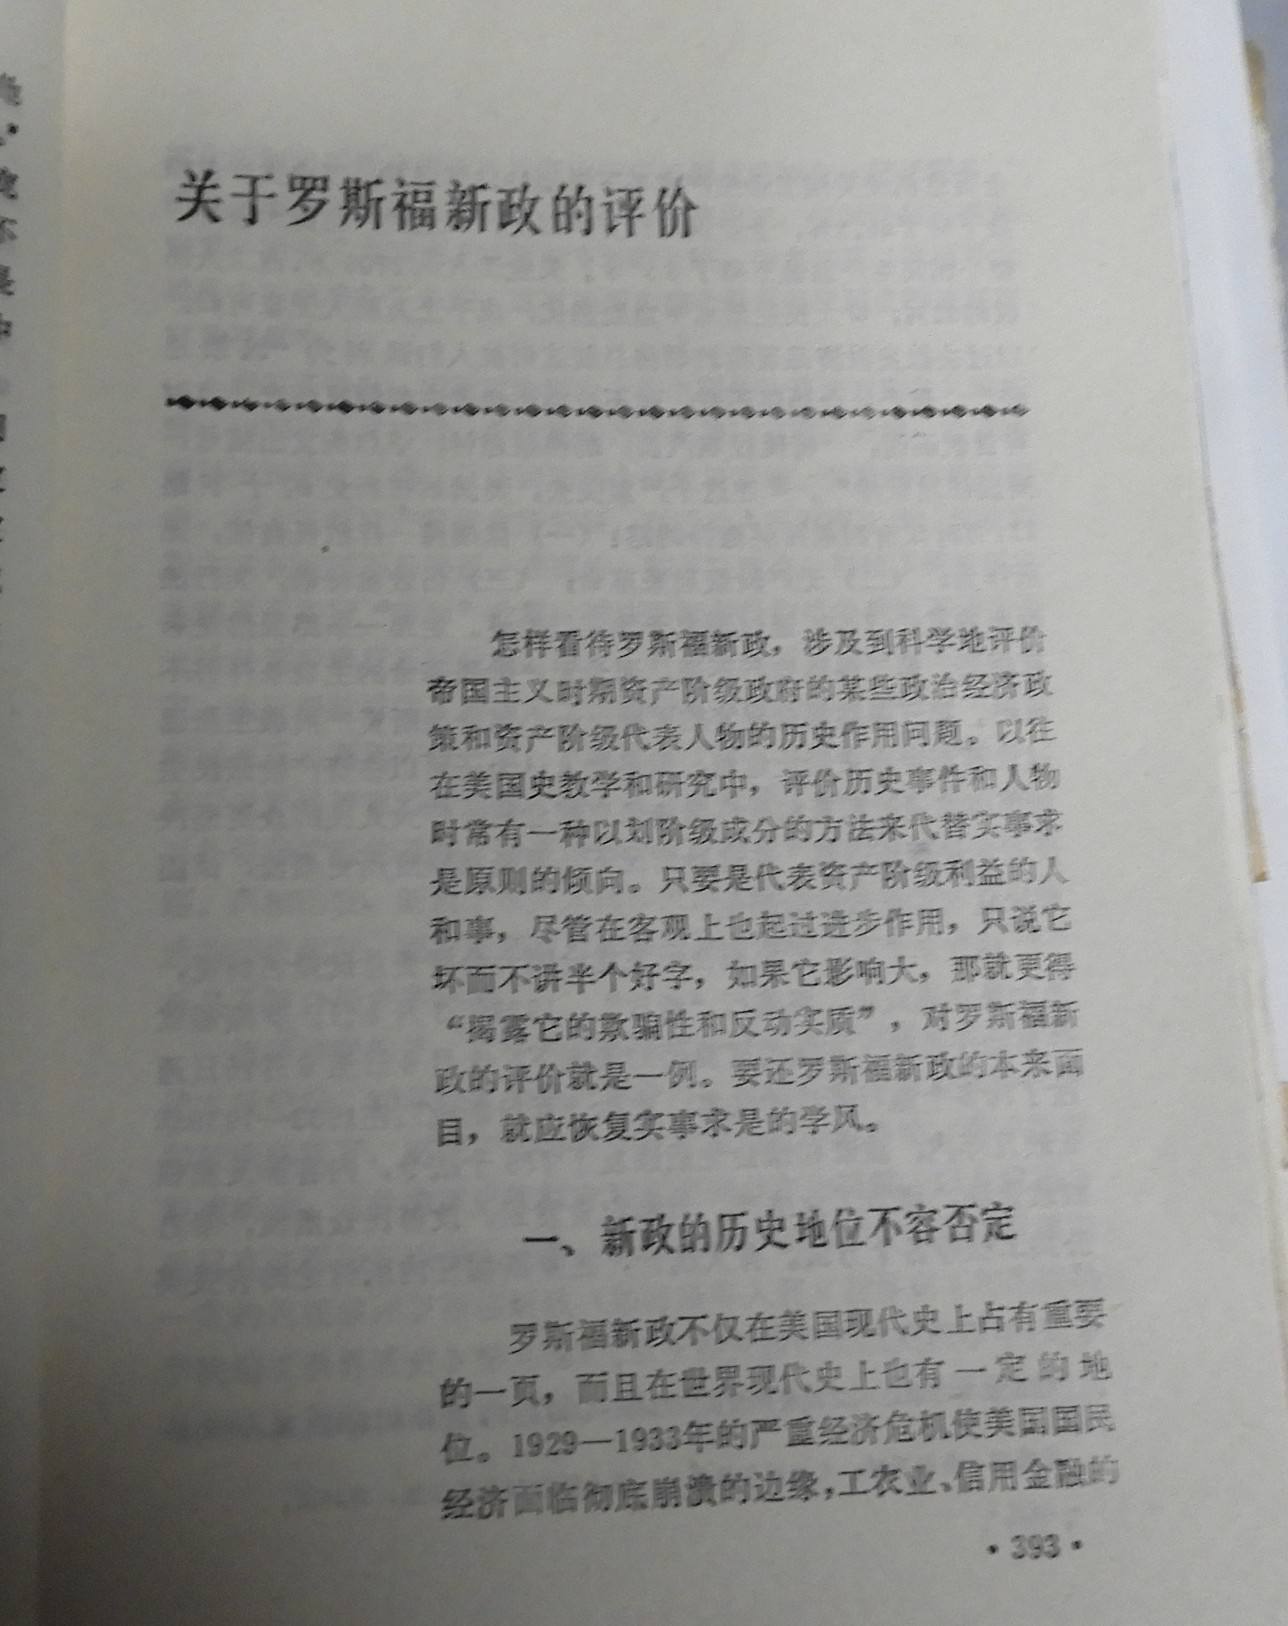 关于罗斯福新政的评价
怎样看待罗斯福新政，涉及到科学地评价
帝国主义时期资产阶级政府的某些政治经济政
策和资产阶级代表人物的历史作用问题。以往
在美国史教学和研究中，评价历史事件和人物
时常有一种以划阶级成分的方法来代替实事求
是原则的倾向。只要是代表资产阶级利益的人
和事，尽管在客观上也起过进步作用，只说它
坏而不讲半个好字，如果它影响大，那就更得
“揭露它的欺骗性和反动实质”，对罗斯福新
政的评价就是一例。要还罗斯福新政的本来面
目，就应恢复实事求是的学风。
一、新政的历史地位不容否定
罗斯福新政不仅在美国现代史上占有重要
的一页，而且在世界现代史上也有一定的地
位。1929—1933年的严重经济危机使美国国民
经济面临彻底崩溃的边缘，工农业、信用金融的
·393·